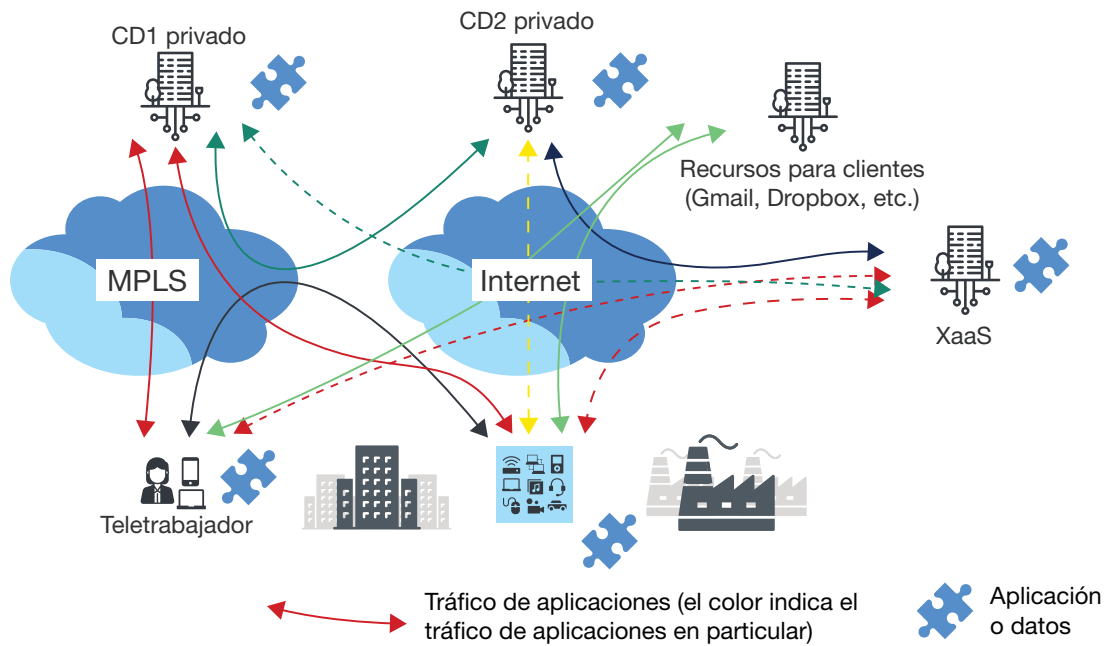 CD1 privado
CD2 privado
Recursos para clientes
(Gmail, Dropbox, etc.)
MPLS
Internet
XaaS
Teletrabajador
Tráfico de aplicaciones (el color indica el
tráfico de aplicaciones en particular)
Aplicación
o datos